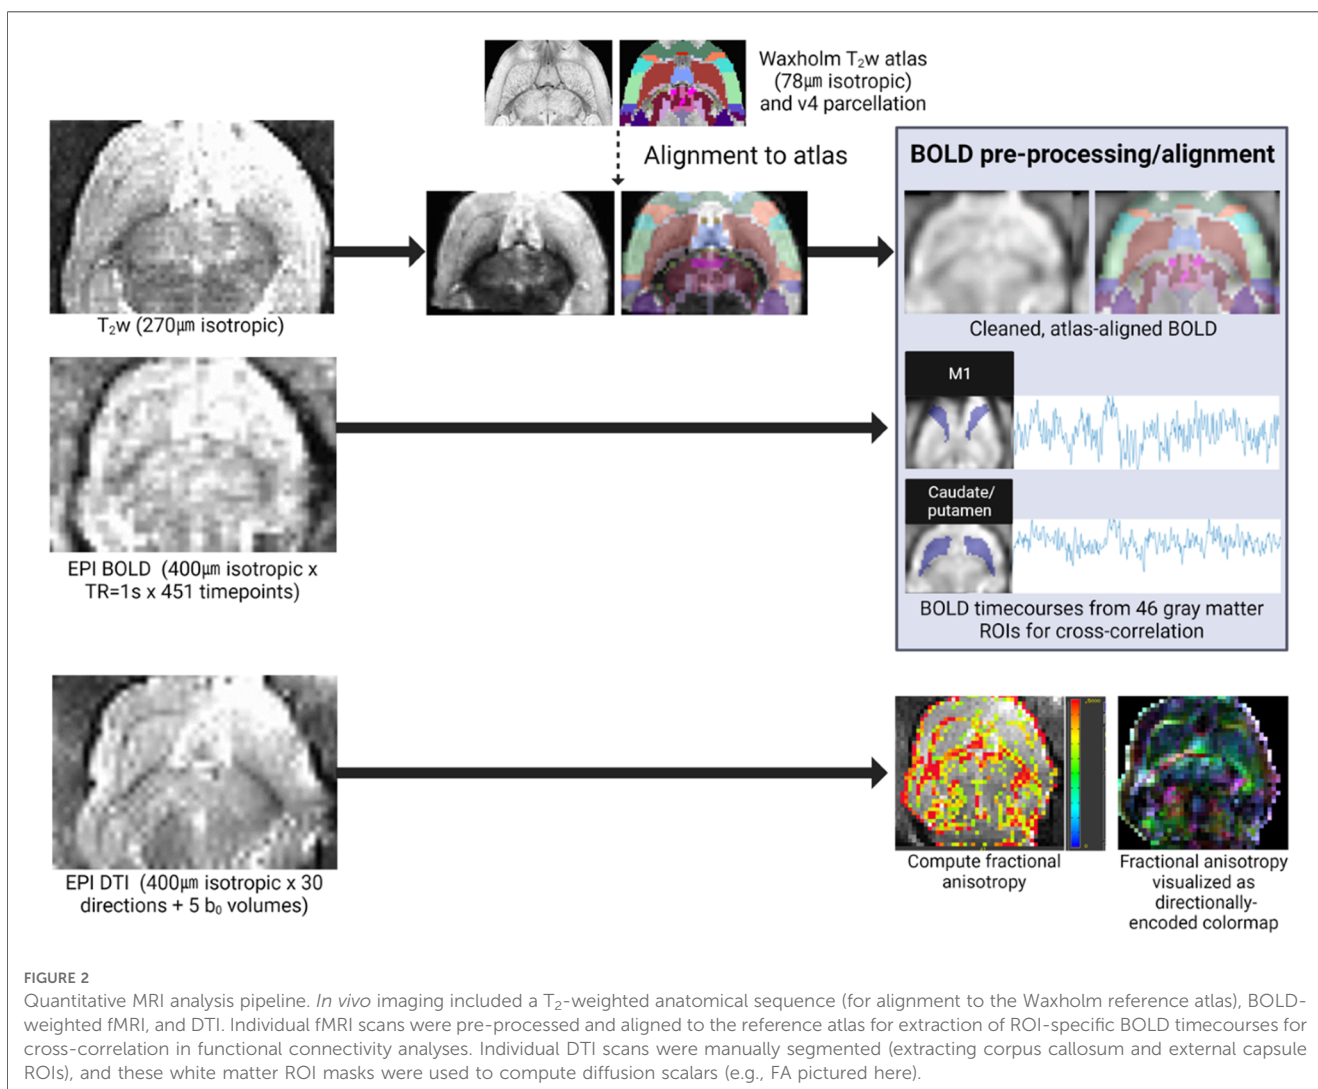 Waxholm T₂w atlas
(78μm isotropic)
and v4 parcellation
Alignment to atlas
T₂w (270μm isotropic)
BOLD pre-processing/alignment
Cleaned, atlas-aligned BOLD
M1
Caudate/
putamen
BOLD timecourses from 46 gray matter
ROIs for cross-correlation
EPI BOLD (400μm isotropic x
TR=1s x 451 timepoints)
EPI DTI (400μm isotropic x 30
directions + 5 b₀ volumes)
Compute fractional
anisotropy
Fractional anisotropy
visualized as
directionally-
encoded colormap
FIGURE 2
Quantitative MRI analysis pipeline. In vivo imaging included a T₂-weighted anatomical sequence (for alignment to the Waxholm reference atlas), BOLD-
weighted fMRI, and DTI. Individual fMRI scans were pre-processed and aligned to the reference atlas for extraction of ROI-specific BOLD timecourses for
cross-correlation in functional connectivity analyses. Individual DTI scans were manually segmented (extracting corpus callosum and external capsule
ROIs), and these white matter ROI masks were used to compute diffusion scalars (e.g., FA pictured here).